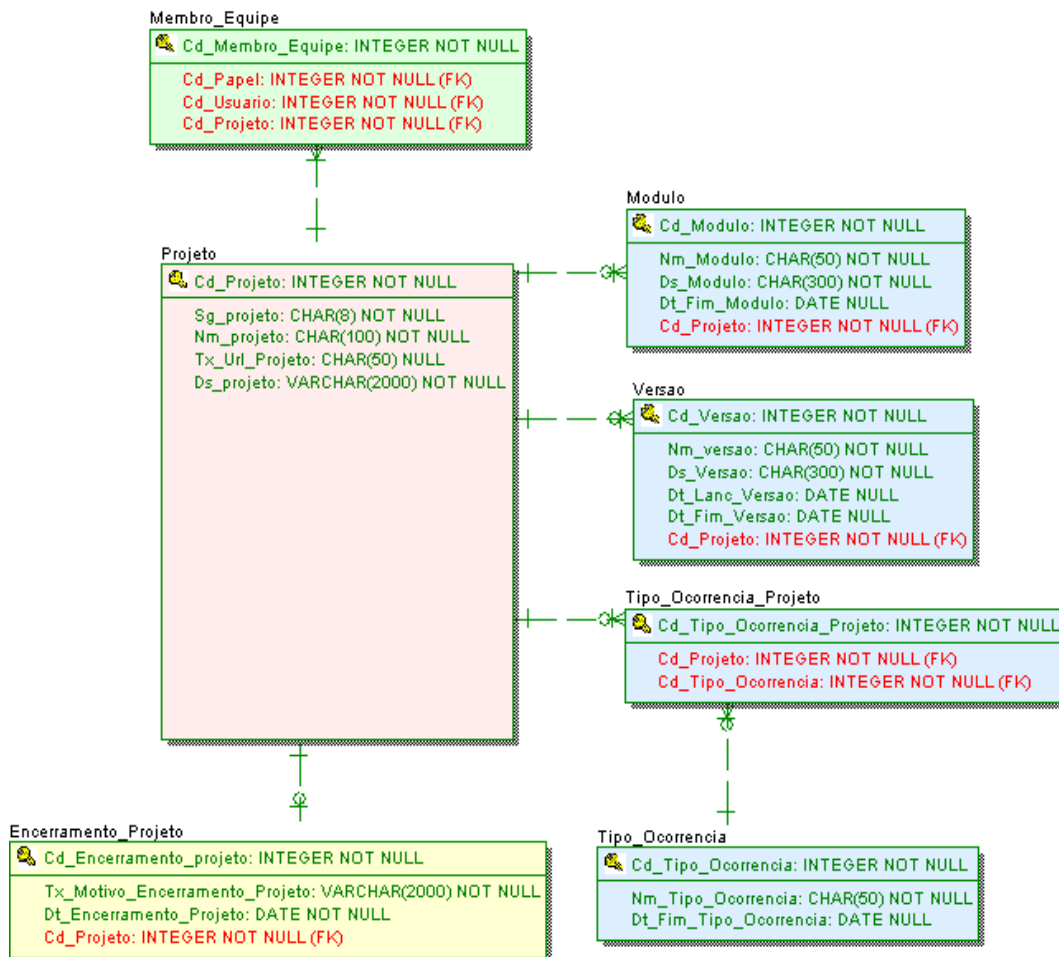 Membro_Equipe
Cd_Membro_Equipe: INTEGER NOT NULL
Cd_Papel: INTEGER NOT NULL (FK)
Cd_Usuario: INTEGER NOT NULL (FK)
Cd_Projeto: INTEGER NOT NULL (FK)
Projeto
Cd_Projeto: INTEGER NOT NULL
Sg_projeto: CHAR(8) NOT NULL
Nm_projeto: CHAR(100) NOT NULL
Tx_Url_Projeto: CHAR(50) NULL
Ds_projeto: VARCHAR(2000) NOT NULL
Modulo
Cd_Modulo: INTEGER NOT NULL
Nm_Modulo: CHAR(50) NOT NULL
Ds_Modulo: CHAR(300) NOT NULL
Dt_Fim_Modulo: DATE NULL
Cd_Projeto: INTEGER NOT NULL (FK)
Versao
Cd_Versao: INTEGER NOT NULL
Nm_versao: CHAR(50) NOT NULL
Ds_Versao: CHAR(300) NOT NULL
Dt_Lanc_Versao: DATE NULL
Dt_Fim_Versao: DATE NULL
Cd_Projeto: INTEGER NOT NULL (FK)
Tipo_Ocorrencia_Projeto
Cd_Tipo_Ocorrencia_Projeto: INTEGER NOT NULL
Cd_Projeto: INTEGER NOT NULL (FK)
Cd_Tipo_Ocorrencia: INTEGER NOT NULL (FK)
Encerramento_Projeto
Cd_Encerramento_projeto: INTEGER NOT NULL
Tx_Motivo_Encerramento_Projeto: VARCHAR(2000) NOT NULL
Dt_Encerramento_Projeto: DATE NOT NULL
Cd_Projeto: INTEGER NOT NULL (FK)
Tipo_Ocorrencia
Cd_Tipo_Ocorrencia: INTEGER NOT NULL
Nm_Tipo_Ocorrencia: CHAR(50) NOT NULL
Dt_Fim_Tipo_Ocorrencia: DATE NULL